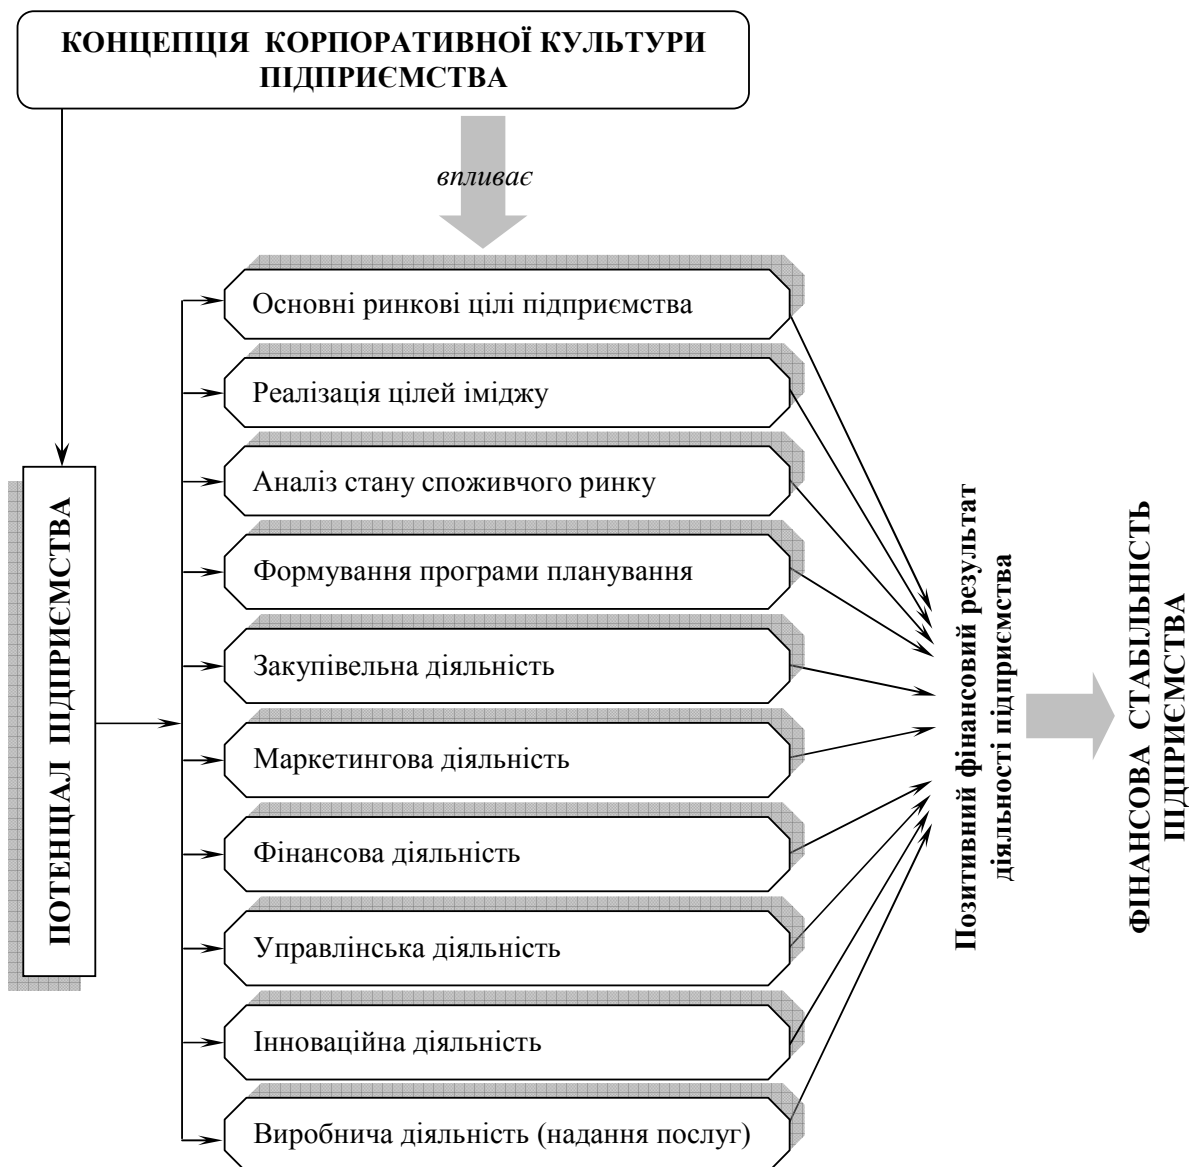 КОНЦЕПЦІЯ КОРПОРАТИВНОЇ КУЛЬТУРИ
ПІДПРИЄМСТВА
впливає
ПОТЕНЦІАЛ ПІДПРИЄМСТВА
Основні ринкові цілі підприємства
Реалізація цілей іміджу
Аналіз стану споживчого ринку
Формування програми планування
Закупівельна діяльність
Маркетингова діяльність
Фінансова діяльність
Управлінська діяльність
Інноваційна діяльність
Виробнича діяльність (надання послуг)
Позитивний фінансовий результат
діяльності підприємства
ФІНАНСОВА СТАБІЛЬНІСТЬ
ПІДПРИЄМСТВА